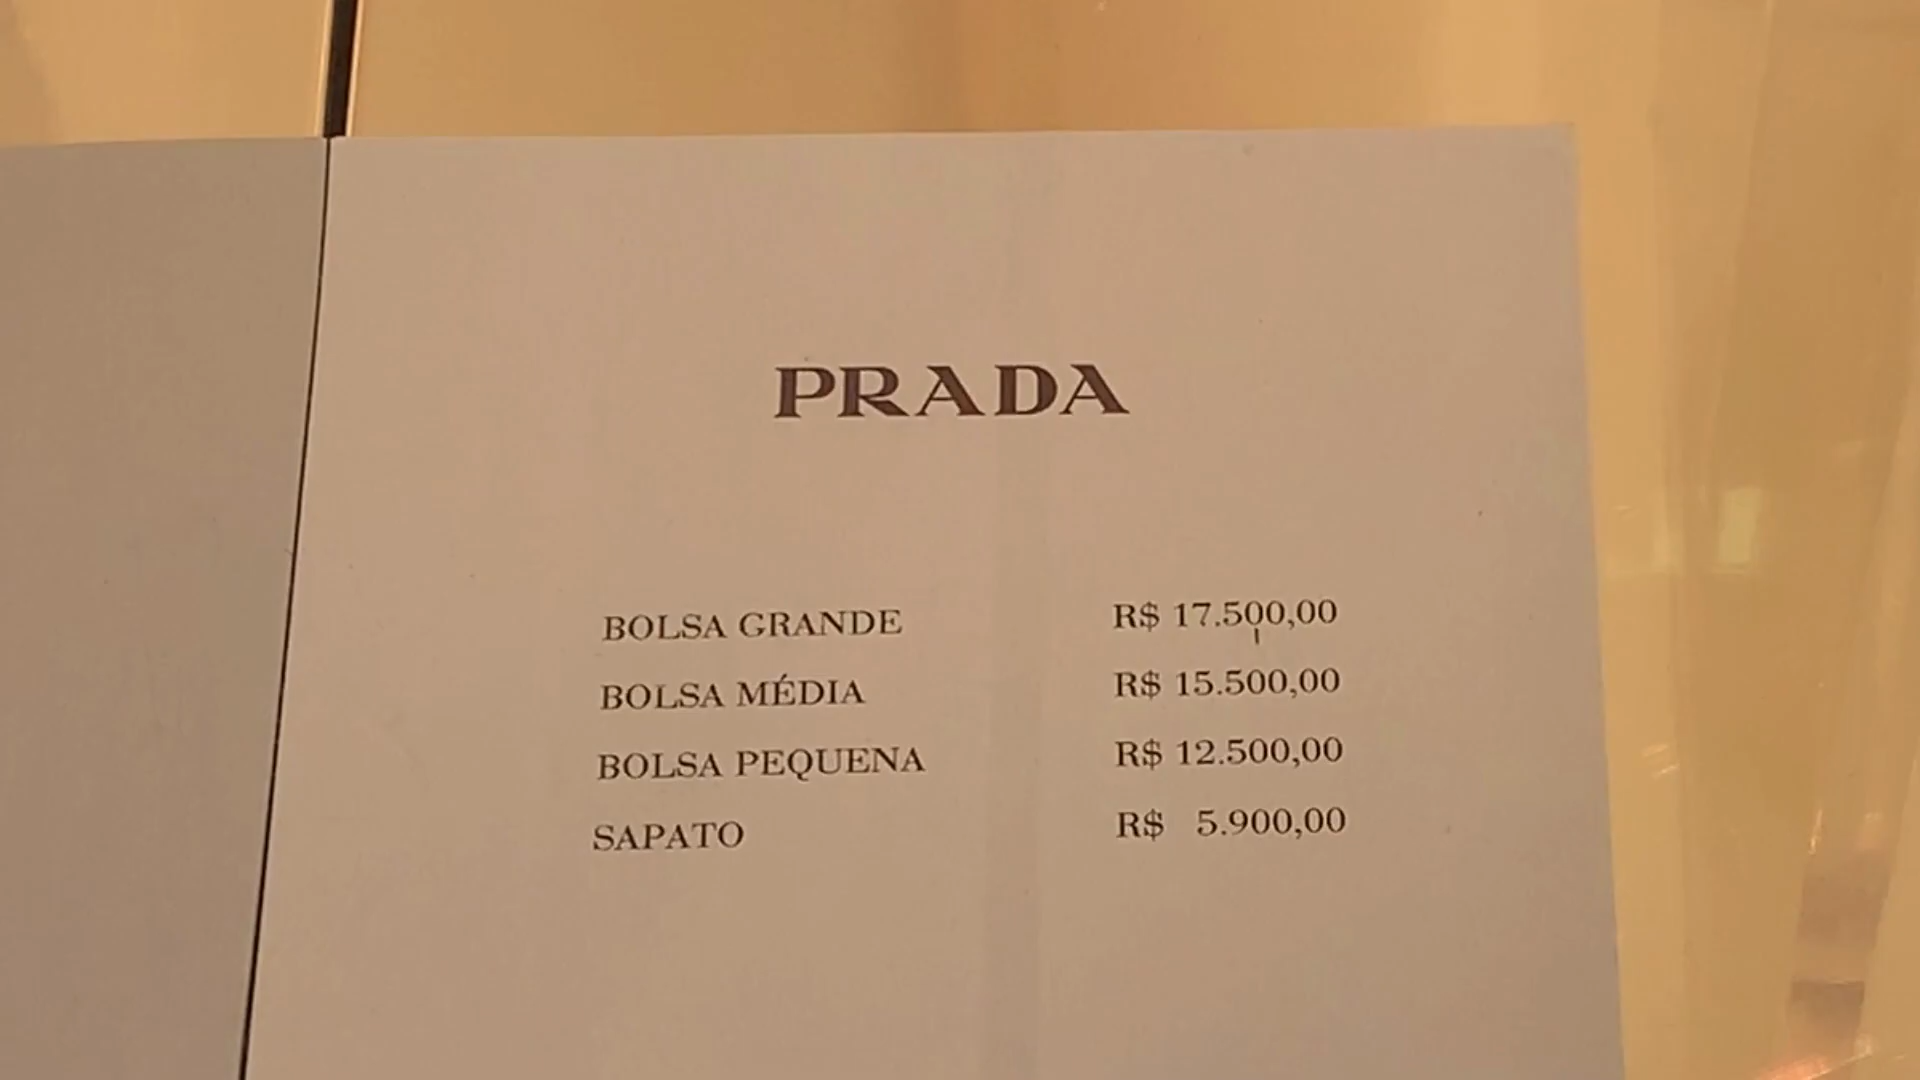 PRADA
BOLSA GRANDE R$ 17.500,00
BOLSA MÉDIA R$ 15.500,00
BOLSA PEQUENA R$ 12.500,00
SAPATO R$ 5.900,00